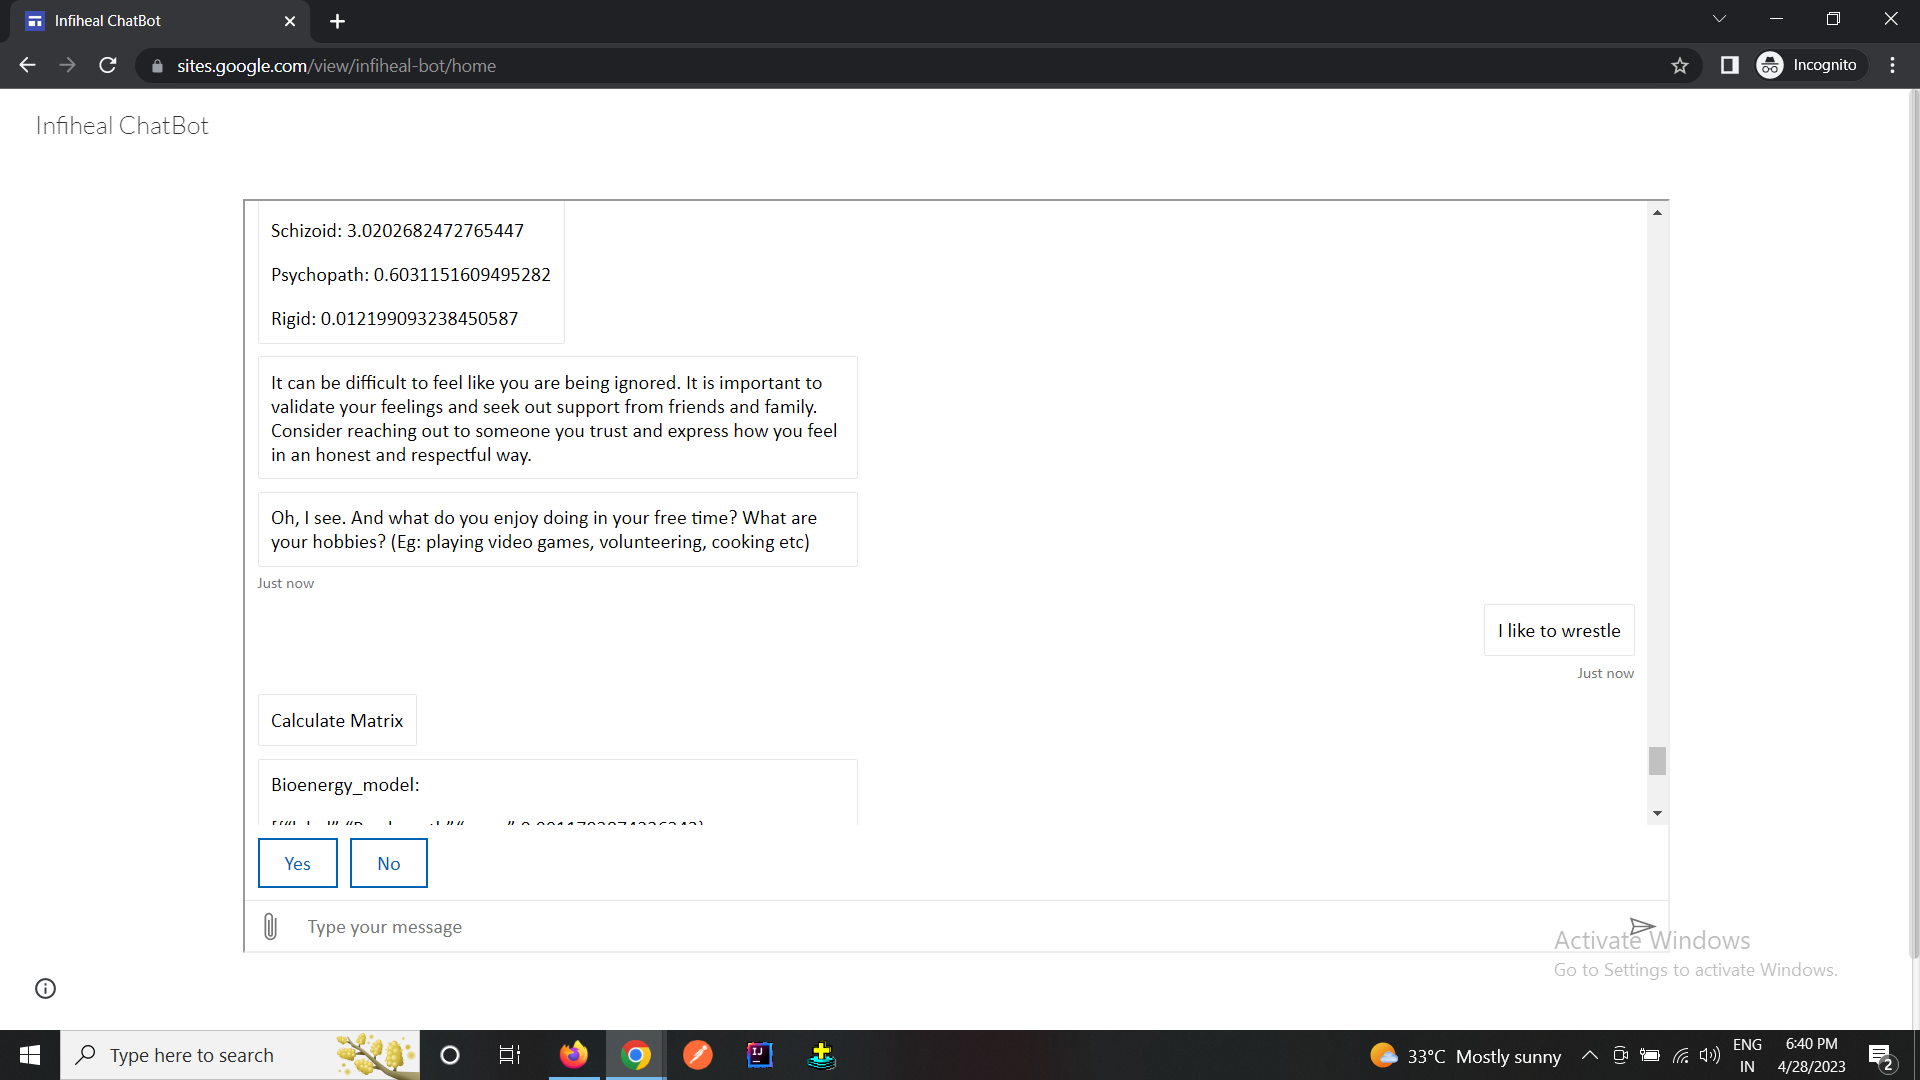 Infiheal ChatBot
sites.google.com/view/infiheal-bot/home
Incognito
Infiheal ChatBot
Schizoid: 3.0202682472765447
Psychopath: 0.6031151609495282
Rigid: 0.012199093238450587
It can be difficult to feel like you are being ignored. It is important to
validate your feelings and seek out support from friends and family.
Consider reaching out to someone you trust and express how you feel
in an honest and respectful way.
Oh, I see. And what do you enjoy doing in your free time? What are
your hobbies? (Eg: playing video games, volunteering, cooking etc)
Just now
I like to wrestle
Just now
Calculate Matrix
Bioenergy_model:
Yes
No
Type your message
Activate Windows
Go to Settings to activate Windows.
Type here to search
33°C Mostly sunny
ENG
IN
6:40 PM
4/28/2023
2